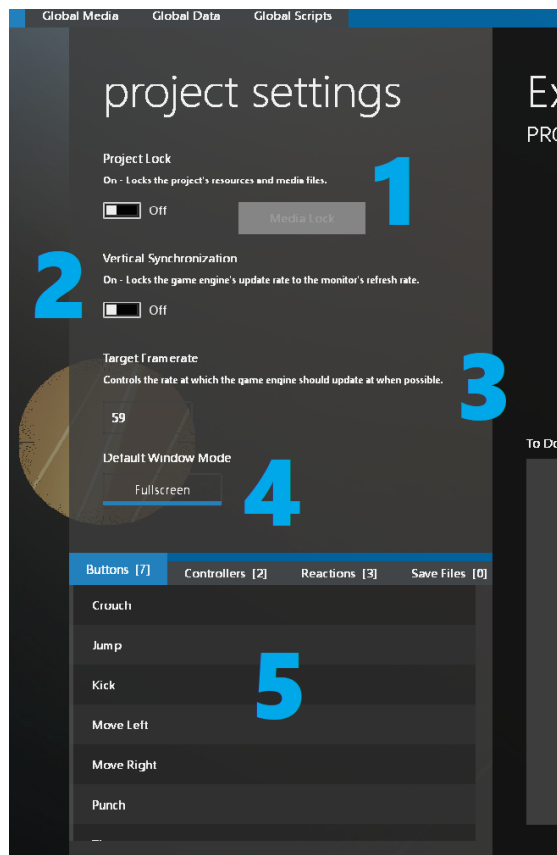 Global Media Global Data Global Scripts
project settings
Ex
PRO
Project Lock
On - Locks the project's resources and media files.
1
Off
Media Lock
2
Vertical Synchronization
On - Locks the game engine's update rate to the monitor's refresh rate.
Off
Target Framerate
Controls the rate at which the game engine should update at when possible.
3
59
To Do
Default Window Mode
Fullscreen
4
Buttons [7] Controllers [2] Reactions [3] Save Files [0]
Crouch
Jump
Kick
5
Move Left
Move Right
Punch